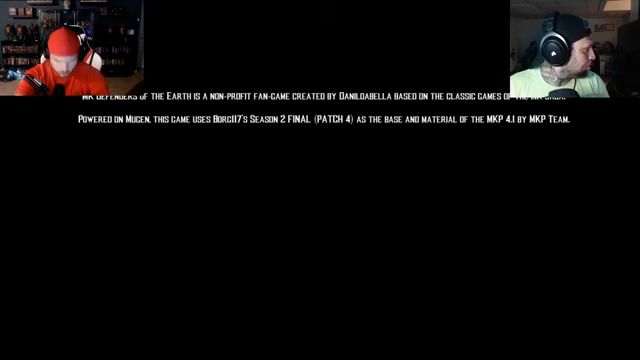 MK Defenders of the Earth is a non-profit fan-game created by Daniloabella based on the classic games of the MK saga.
Powered on Mugen, this game uses Borg117's Season 2 FINAL (PATCH 4) as the base and material of the MKP 4.1 by MKP Team.